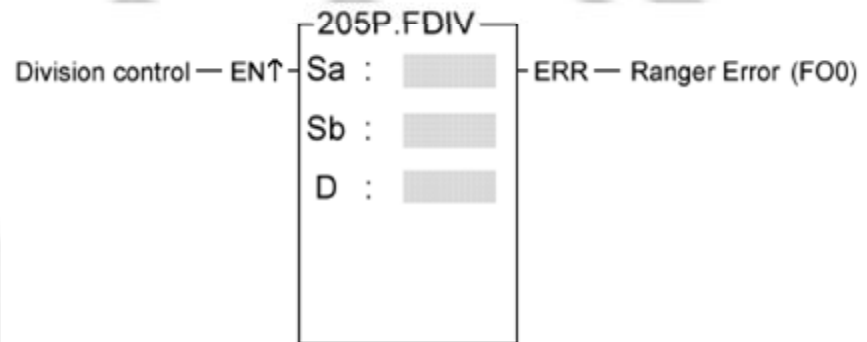 205P.FDIV
Division control — EN↑ Sa : ERR — Ranger Error (FO0)
Sb :
D :